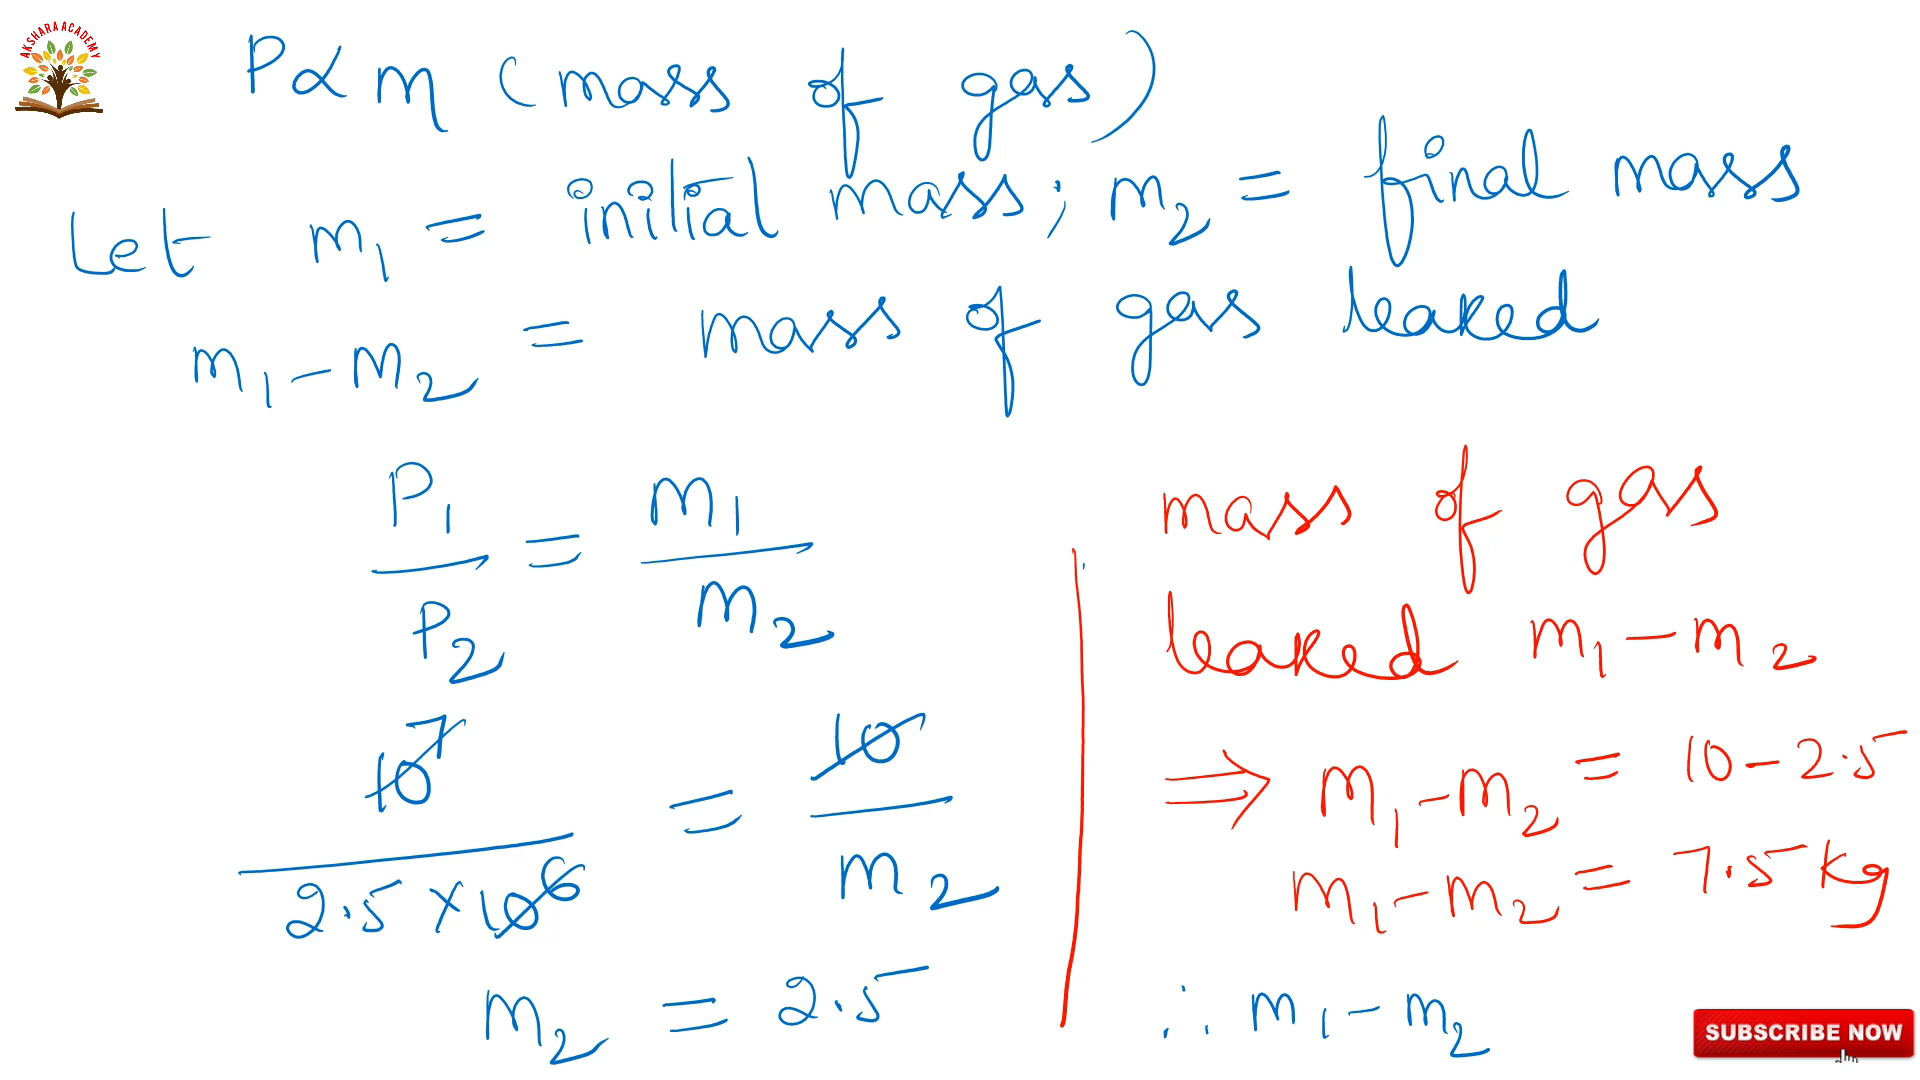 AKSHARA ACADEMY
P α m (mass of gas)
Let m₁ = initial mass; m₂ = final mass
m₁ - m₂ = mass of gas leaked
P₁/P₂ = m₁/m₂
10⁷/2.5 × 10⁶ = 10/m₂
m₂ = 2.5
mass of gas
leaked m₁ - m₂
⇒ m₁ - m₂ = 10 - 2.5
m₁ - m₂ = 7.5 kg
∴ m₁ - m₂
SUBSCRIBE NOW